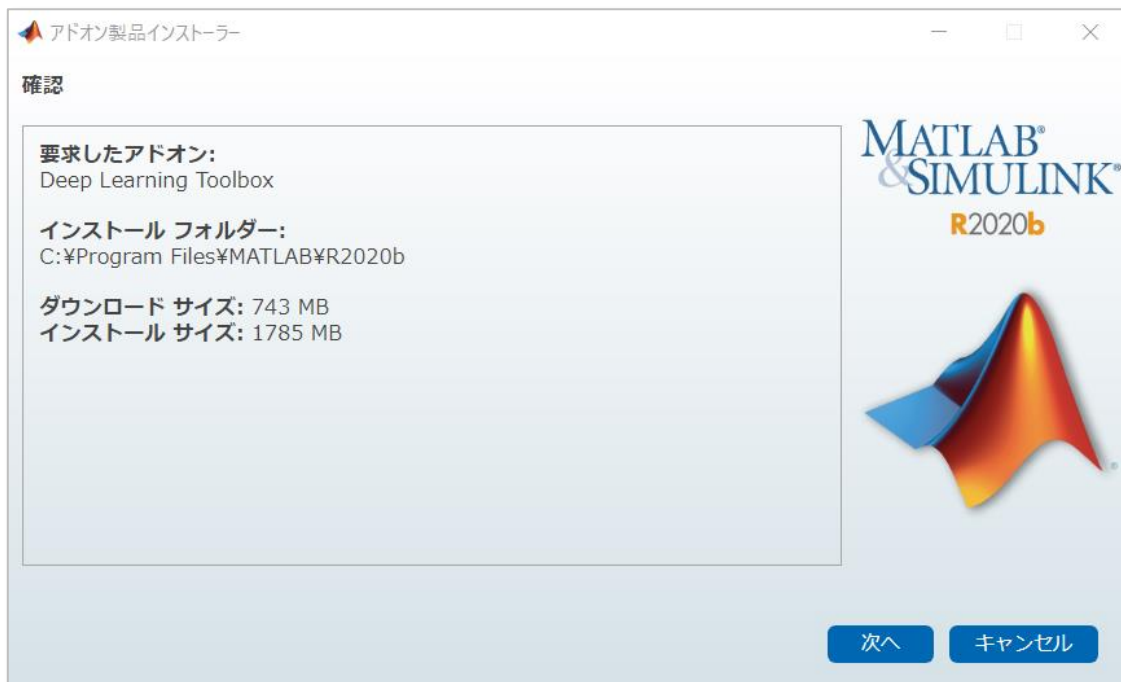 アドオン製品インストーラー
確認
要求したアドオン:
Deep Learning Toolbox
インストール フォルダー:
C:¥Program Files¥MATLAB¥R2020b
ダウンロード サイズ: 743 MB
インストール サイズ: 1785 MB
MATLAB®
&SIMULINK®
R2020b
®
次へ
キャンセル